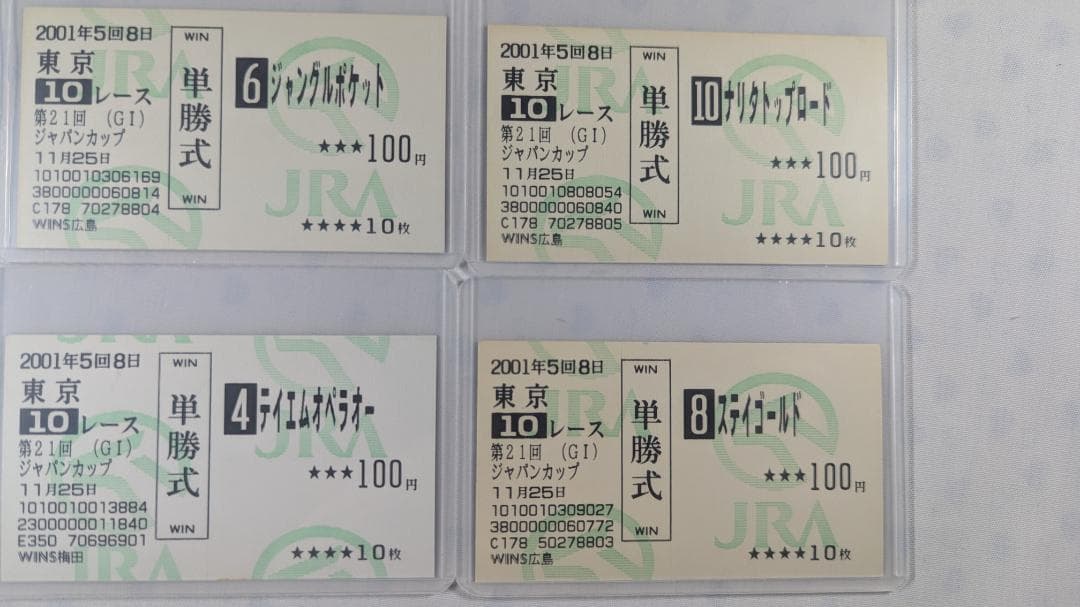 2001年5回8日
東京
10レース
第21回 (GI)
ジャパンカップ
11月25日
1010010306169
3800000060814
C178 70278804
WINS広島
WIN
単勝式
WIN
6 ジャングルポケット
★★★100円
JRA
★★★★10枚
2001年5回8日
東京
10レース
第21回 (GI)
ジャパンカップ
11月25日
1010010808054
3800000060840
C178 70278805
WINS広島
WIN
単勝式
WIN
10 ナリタトップロード
★★★100円
JRA
★★★★10枚
2001年5回8日
東京
10レース
第21回 (GI)
ジャパンカップ
11月25日
1010010013884
2300000011840
E350 70696901
WINS梅田
WIN
単勝式
WIN
4 テイエムオペラオー
JRA
★★★100円
★★★★10枚
2001年5回8日
東京
10レース
第21回 (GI)
ジャパンカップ
11月25日
1010010309027
3800000060772
C178 50278803
WINS広島
WIN
単勝式
WIN
8 ステイゴールド
★★★100円
JRA
★★★★10枚